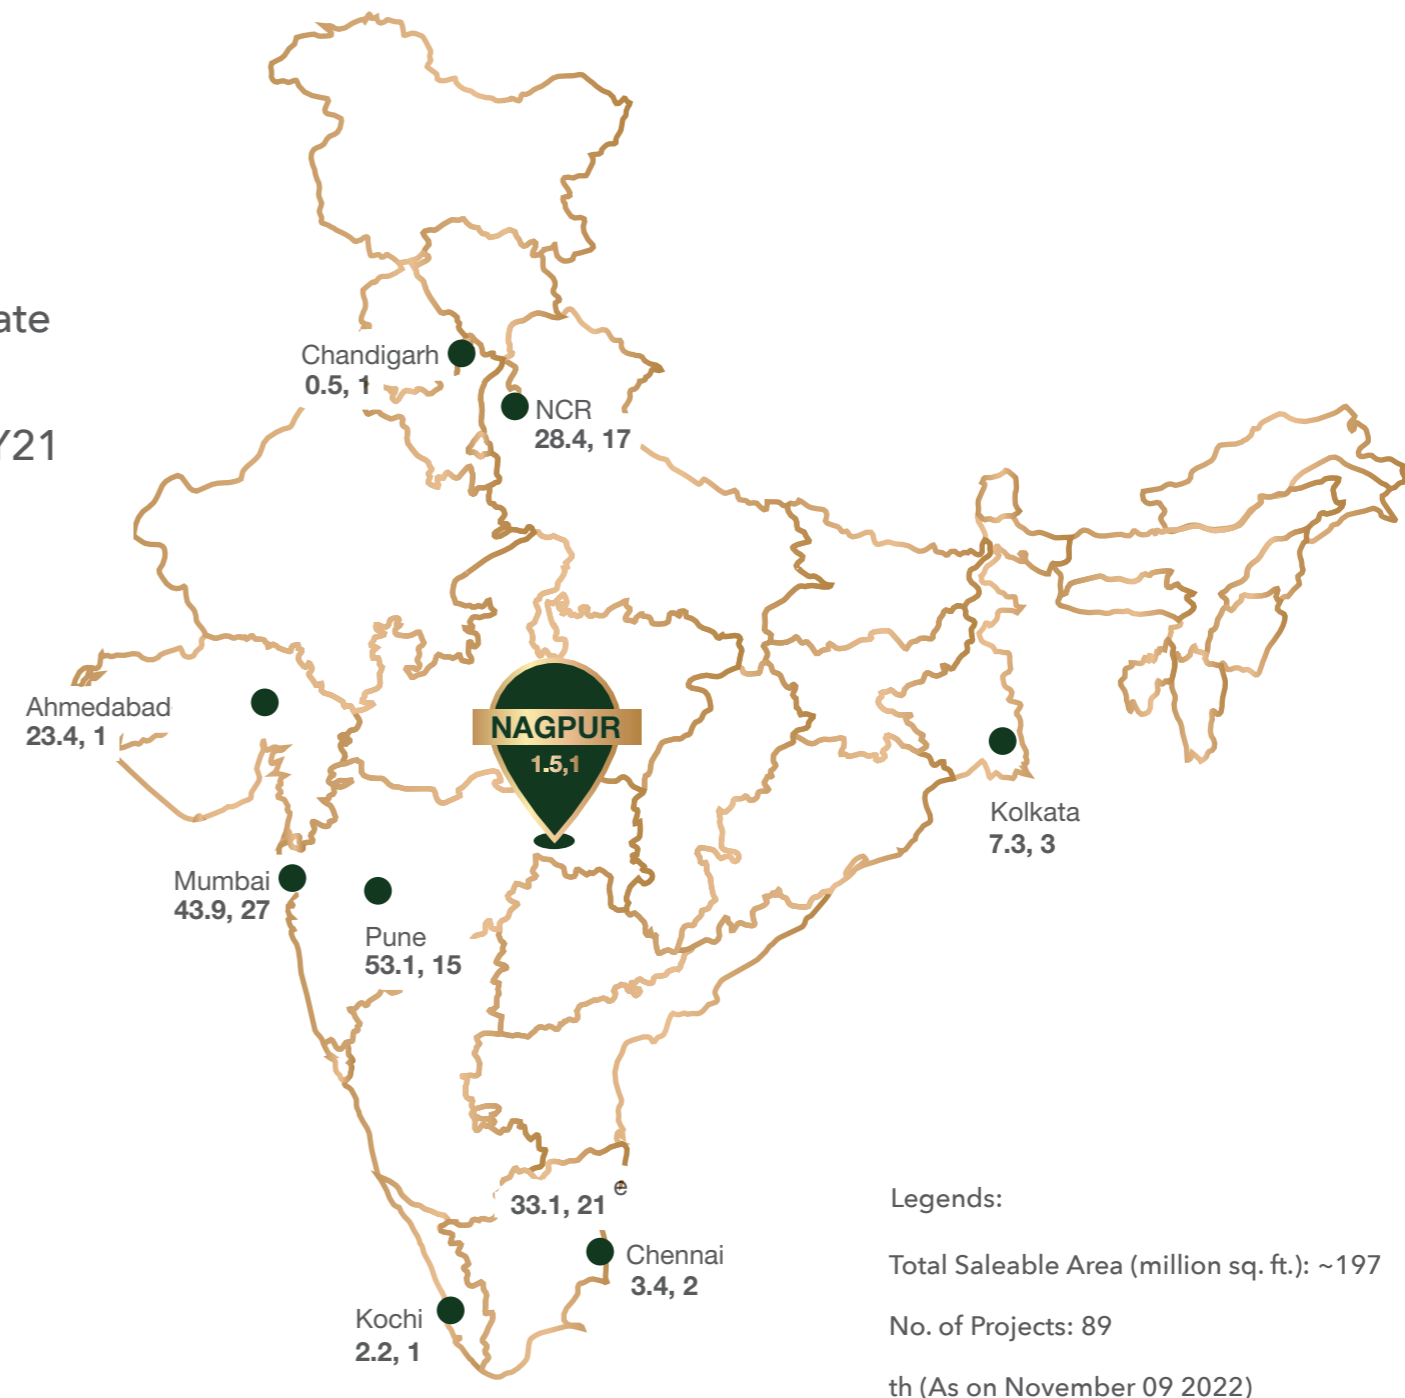 ate
Chandigarh
0.5, 1
NCR
28.4, 17
Y21
Ahmedabad
23.4, 1
NAGPUR
1.5,1
Kolkata
7.3, 3
Mumbai
43.9, 27
Pune
53.1, 15
33.1, 21 e
Chennai
3.4, 2
Kochi
2.2, 1
Legends:
Total Saleable Area (million sq. ft.): ~197
No. of Projects: 89
th (As on November 09 2022)